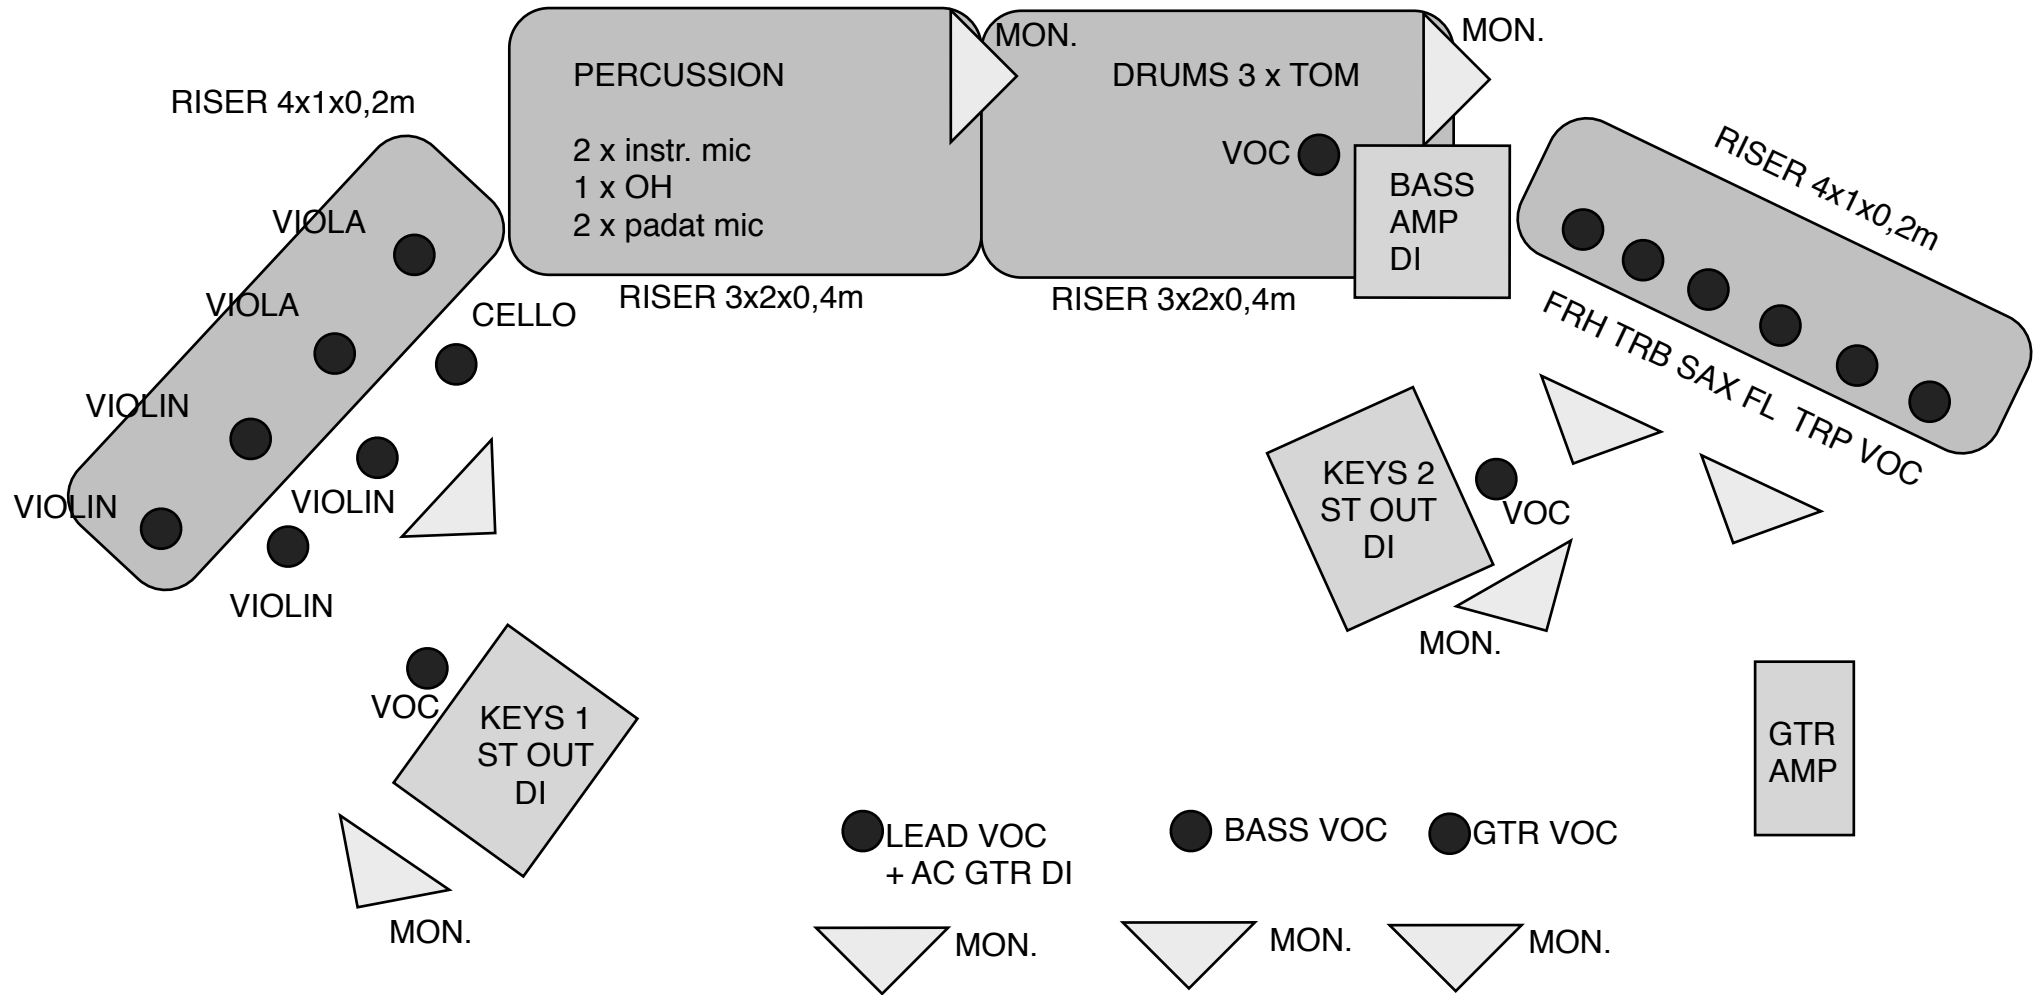 MON.
MON.
PERCUSSION
DRUMS 3 x TOM
RISER 4x1x0,2m
RISER 4x1x0,2m
2 x instr. mic
1 x OH
2 x padat mic
VOC
BASS
AMP
DI
VIOLA
VIOLA
CELLO
RISER 3x2x0,4m
RISER 3x2x0,4m
FRH TRB SAX FL  TRP VOC
VIOLIN
VIOLIN
VIOLIN
VIOLIN
KEYS 2
ST OUT
DI
VOC
MON.
VOC
KEYS 1
ST OUT
DI
GTR
AMP
LEAD VOC
+ AC GTR DI
BASS VOC
GTR VOC
MON.
MON.
MON.
MON.